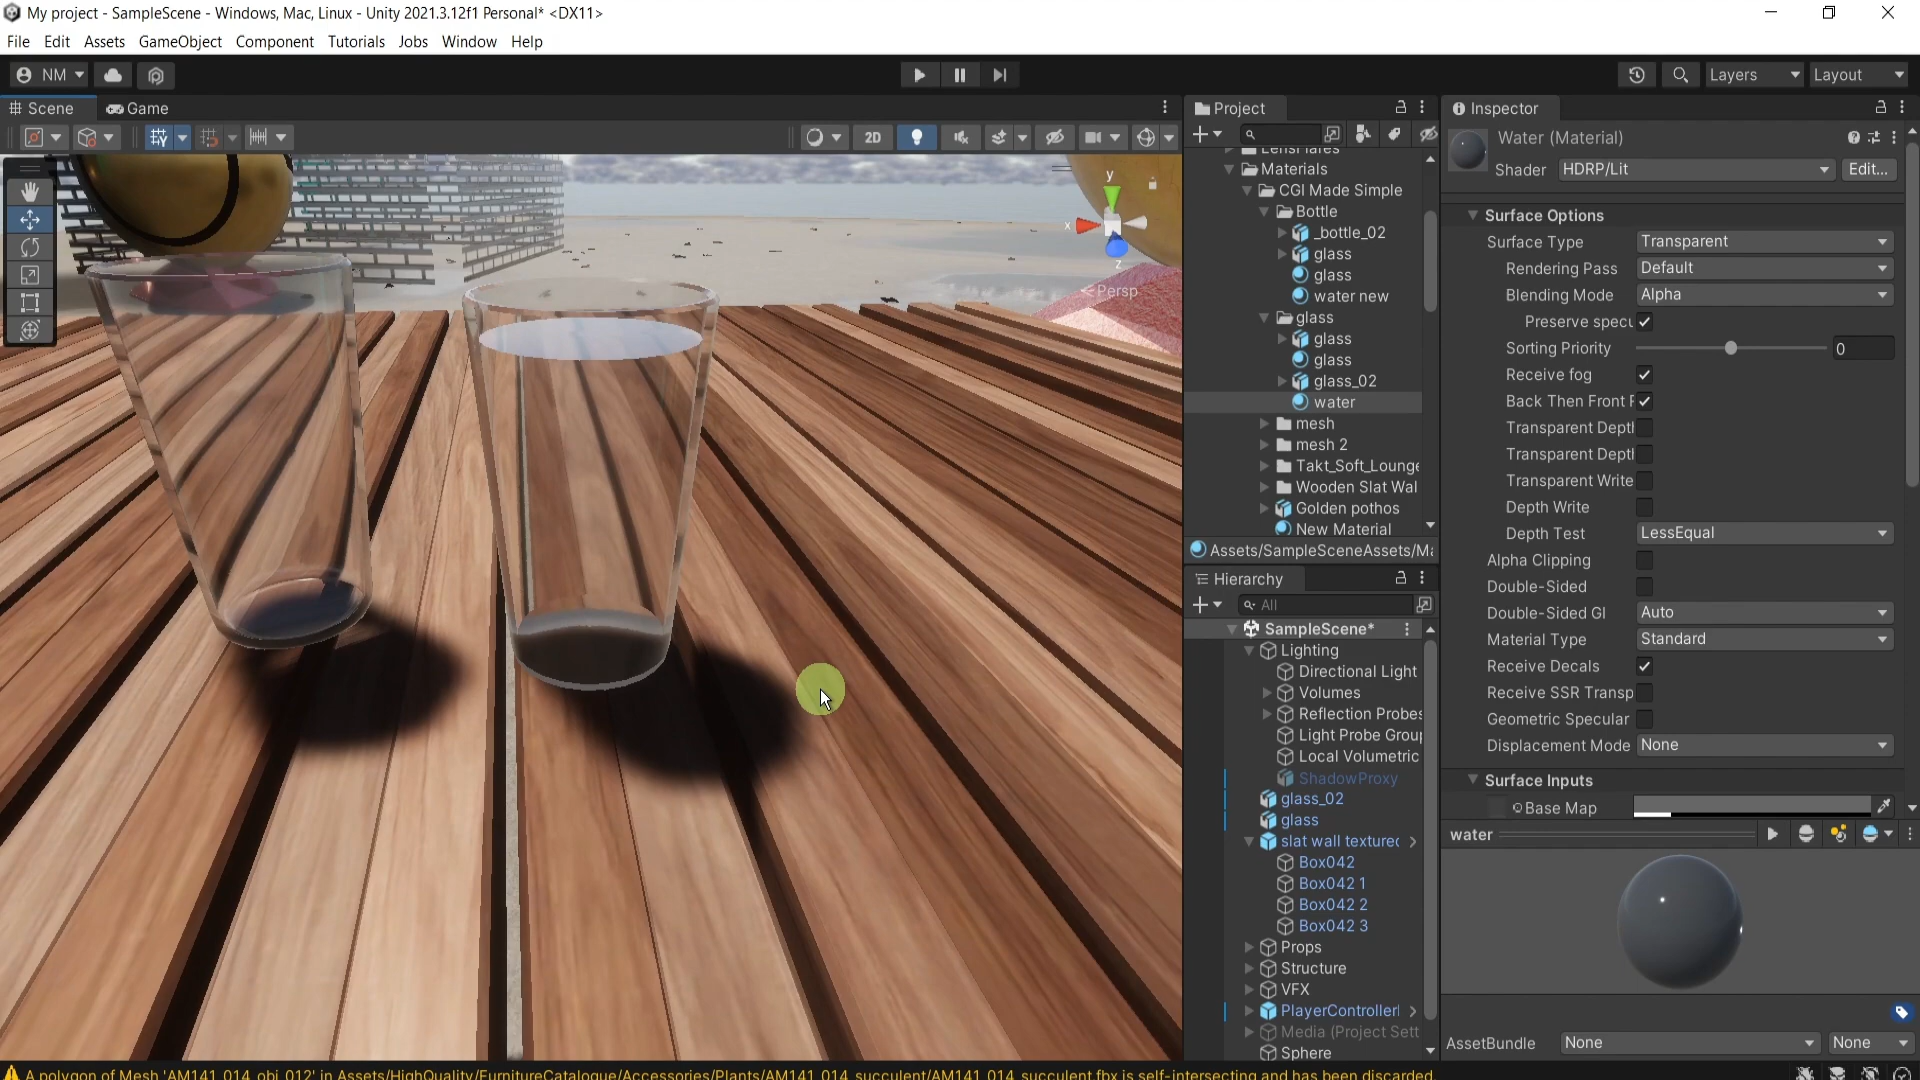 My project - SampleScene - Windows, Mac, Linux - Unity 2021.3.12f1 Personal* <DX11>
File Edit Assets GameObject Component Tutorials Jobs Window Help
NM Layers Layout
Scene Game
2D
y
x
z
Persp
Project
Materials
CGI Made Simple
Bottle
_bottle_02
glass
glass
water new
glass
glass
glass
glass_02
water
mesh
mesh 2
Takt_Soft_Lounge
Wooden Slat Wal
Golden pothos
New Material
Assets/SampleSceneAssets/Ma
Hierarchy
All
SampleScene*
Lighting
Directional Light
Volumes
Reflection Probes
Light Probe Group
Local Volumetric
ShadowProxy
glass_02
glass
slat wall textured
Box042
Box042 1
Box042 2
Box042 3
Props
Structure
VFX
PlayerController
Media (Project Sett
Sphere
Inspector
Water (Material)
Shader HDRP/Lit Edit...
Surface Options
Surface Type Transparent
Rendering Pass Default
Blending Mode Alpha
Preserve specu
Sorting Priority 0
Receive fog
Back Then Front R
Transparent Depth
Transparent Depth
Transparent Write
Depth Write
Depth Test LessEqual
Alpha Clipping
Double-Sided
Double-Sided GI Auto
Material Type Standard
Receive Decals
Receive SSR Transp
Geometric Specular
Displacement Mode None
Surface Inputs
Base Map
water
AssetBundle None None
A polygon of Mesh 'AM141_014_obj_012' in Assets/HighQuality/FurnitureCatalogue/Accessories/Plants/AM141_014_succulent/AM141_014_succulent.fbx is self-intersecting and has been discarded.